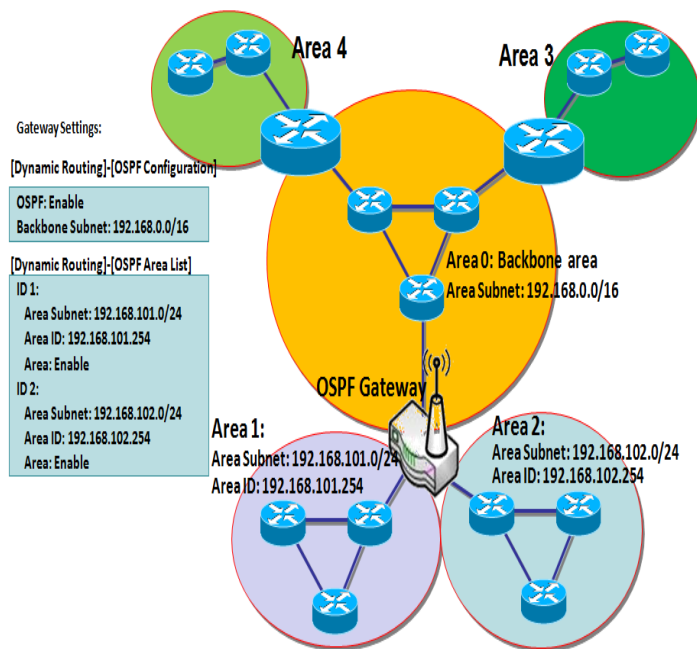 Area 4
Area 3
Gateway Settings:
[Dynamic Routing]-[OSPF Configuration]
OSPF: Enable
Backbone Subnet: 192.168.0.0/16
[Dynamic Routing]-[OSPF Area List]
ID 1:
Area Subnet: 192.168.101.0/24
Area ID: 192.168.101.254
Area: Enable
ID 2:
Area Subnet: 192.168.102.0/24
Area ID: 192.168.102.254
Area: Enable
Area 0: Backbone area
Area Subnet: 192.168.0.0/16
OSPF Gateway
Area 1:
Area Subnet: 192.168.101.0/24
Area ID: 192.168.101.254
Area 2:
Area Subnet: 192.168.102.0/24
Area ID: 192.168.102.254